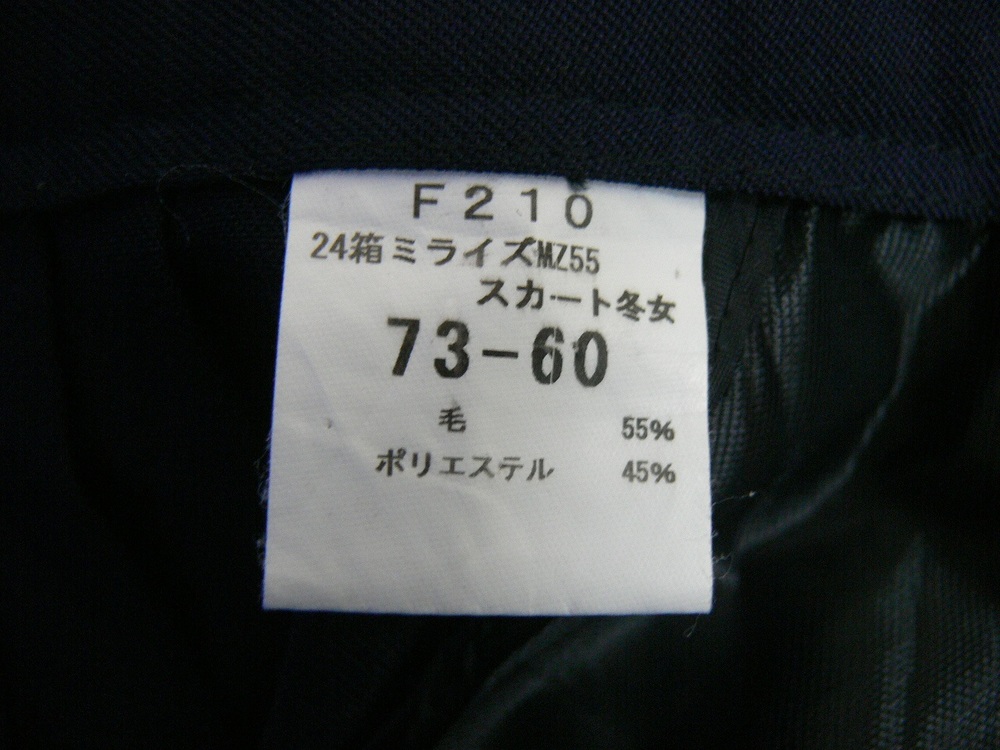 F210
24箱ミライズMZ55
スカート冬女
73-60
毛 55%
ポリエステル 45%